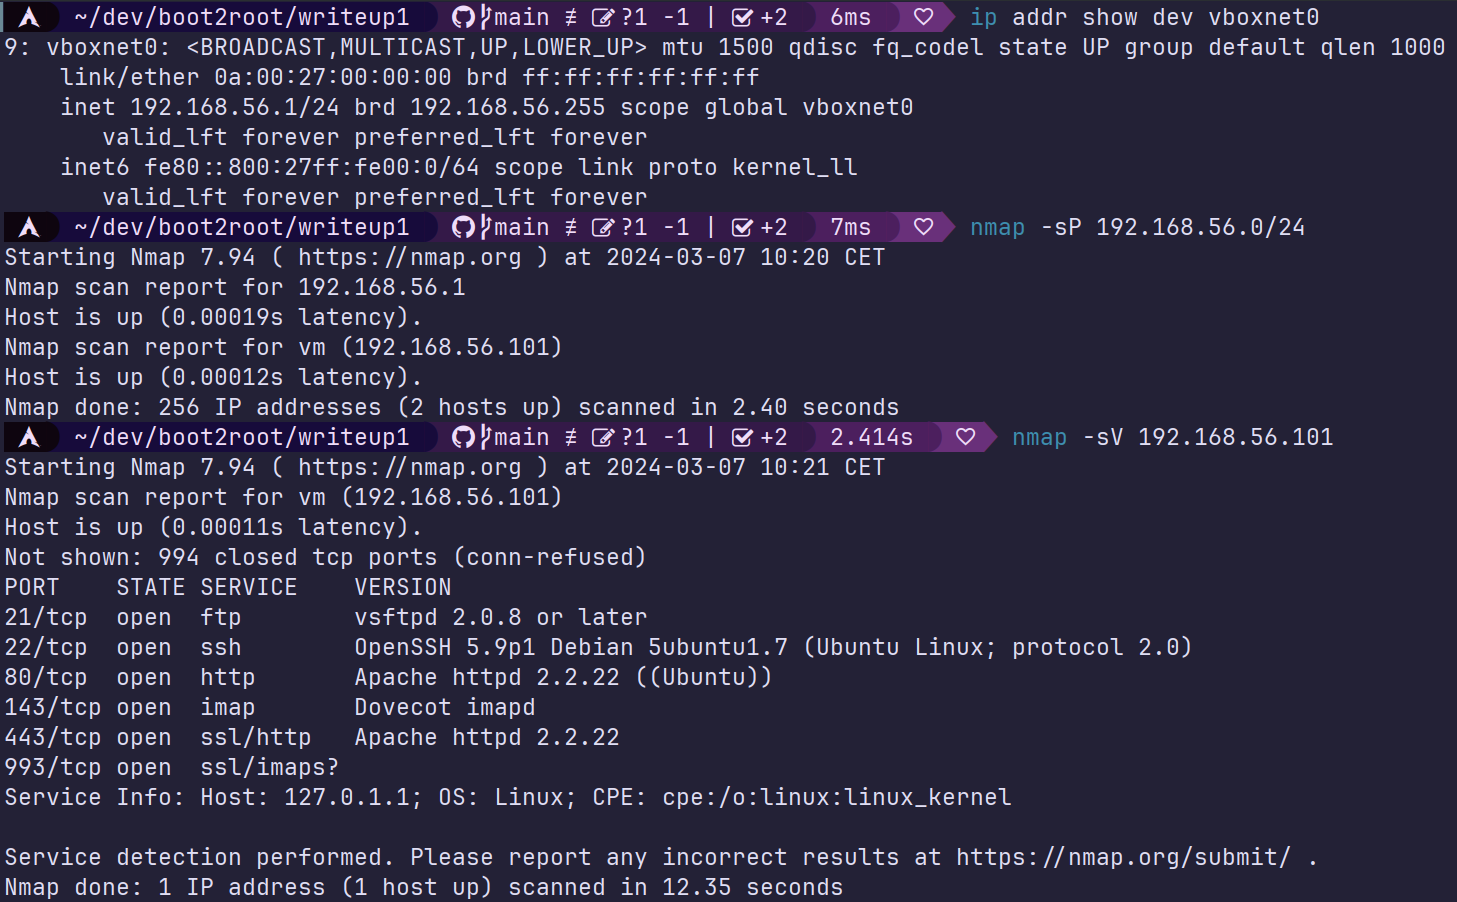 ~/dev/boot2root/writeup1 main ≢ ?1 -1 | +2 6ms ♡ ip addr show dev vboxnet0
9: vboxnet0: <BROADCAST,MULTICAST,UP,LOWER_UP> mtu 1500 qdisc fq_codel state UP group default qlen 1000
    link/ether 0a:00:27:00:00:00 brd ff:ff:ff:ff:ff:ff
    inet 192.168.56.1/24 brd 192.168.56.255 scope global vboxnet0
       valid_lft forever preferred_lft forever
    inet6 fe80::800:27ff:fe00:0/64 scope link proto kernel_ll
       valid_lft forever preferred_lft forever
~/dev/boot2root/writeup1 main ≢ ?1 -1 | +2 7ms ♡ nmap -sP 192.168.56.0/24
Starting Nmap 7.94 ( https://nmap.org ) at 2024-03-07 10:20 CET
Nmap scan report for 192.168.56.1
Host is up (0.00019s latency).
Nmap scan report for vm (192.168.56.101)
Host is up (0.00012s latency).
Nmap done: 256 IP addresses (2 hosts up) scanned in 2.40 seconds
~/dev/boot2root/writeup1 main ≢ ?1 -1 | +2 2.414s ♡ nmap -sV 192.168.56.101
Starting Nmap 7.94 ( https://nmap.org ) at 2024-03-07 10:21 CET
Nmap scan report for vm (192.168.56.101)
Host is up (0.00011s latency).
Not shown: 994 closed tcp ports (conn-refused)
PORT    STATE SERVICE    VERSION
21/tcp  open  ftp        vsftpd 2.0.8 or later
22/tcp  open  ssh        OpenSSH 5.9p1 Debian 5ubuntu1.7 (Ubuntu Linux; protocol 2.0)
80/tcp  open  http       Apache httpd 2.2.22 ((Ubuntu))
143/tcp open  imap       Dovecot imapd
443/tcp open  ssl/http   Apache httpd 2.2.22
993/tcp open  ssl/imaps?
Service Info: Host: 127.0.1.1; OS: Linux; CPE: cpe:/o:linux:linux_kernel
Service detection performed. Please report any incorrect results at https://nmap.org/submit/ .
Nmap done: 1 IP address (1 host up) scanned in 12.35 seconds